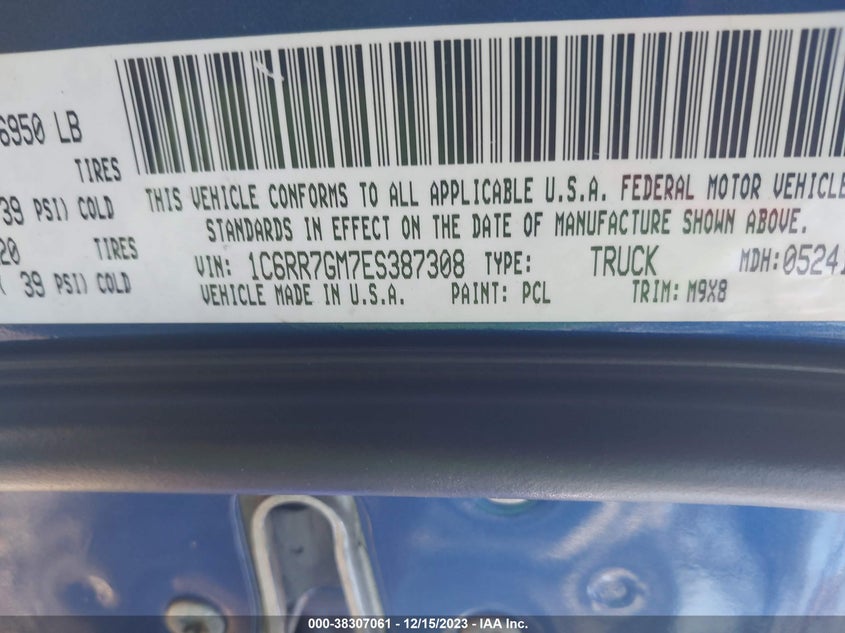 6950 LB
TIRES
39 PSI) COLD
20 TIRES
( 39 PSI) COLD
THIS VEHICLE CONFORMS TO ALL APPLICABLE U.S.A. FEDERAL MOTOR VEHICLE
STANDARDS IN EFFECT ON THE DATE OF MANUFACTURE SHOWN ABOVE.
VIN: 1C6RR7GM7ES387308 TYPE: TRUCK MDH:0524
VEHICLE MADE IN U.S.A. PAINT: PCL TRIM: M9X8
000-38307061 - 12/15/2023 - IAA Inc.